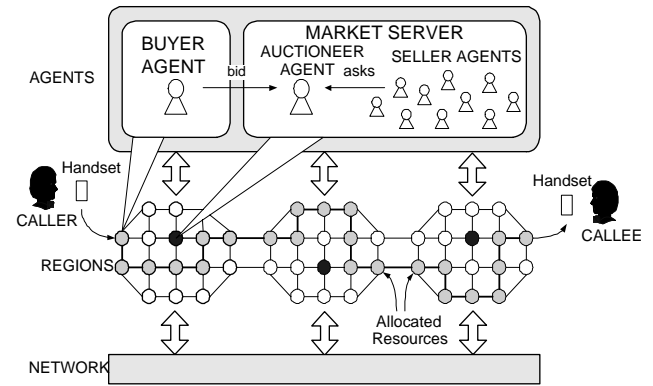 MARKET SERVER
BUYER
AGENT
AUCTIONEER
AGENT
SELLER AGENTS
AGENTS
bid
asks
Handset
CALLER
Handset
CALLEE
REGIONS
Allocated
Resources
NETWORK